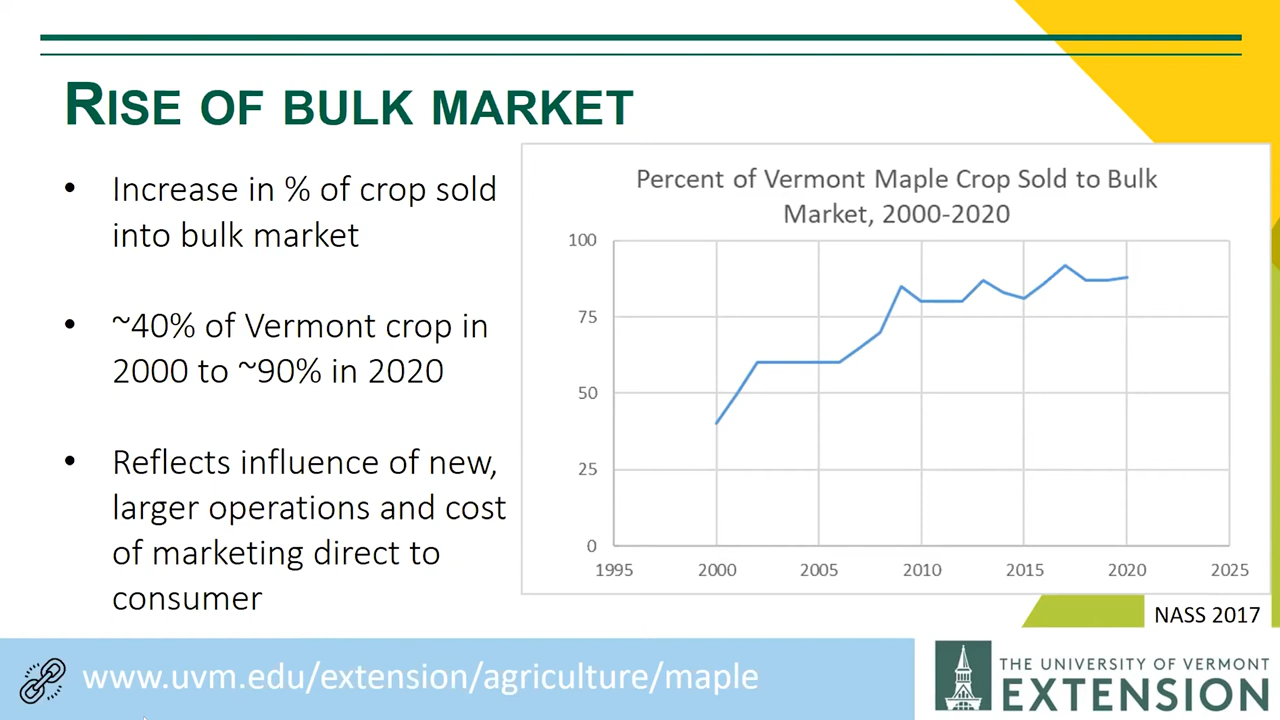 RISE OF BULK MARKET
• Increase in % of crop sold
into bulk market
• ~40% of Vermont crop in
2000 to ~90% in 2020
• Reflects influence of new,
larger operations and cost
of marketing direct to
consumer
Percent of Vermont Maple Crop Sold to Bulk
Market, 2000-2020
100
75
50
25
0
1995 2000 2005 2010 2015 2020 2025
NASS 2017
www.uvm.edu/extension/agriculture/maple
THE UNIVERSITY OF VERMONT
EXTENSION